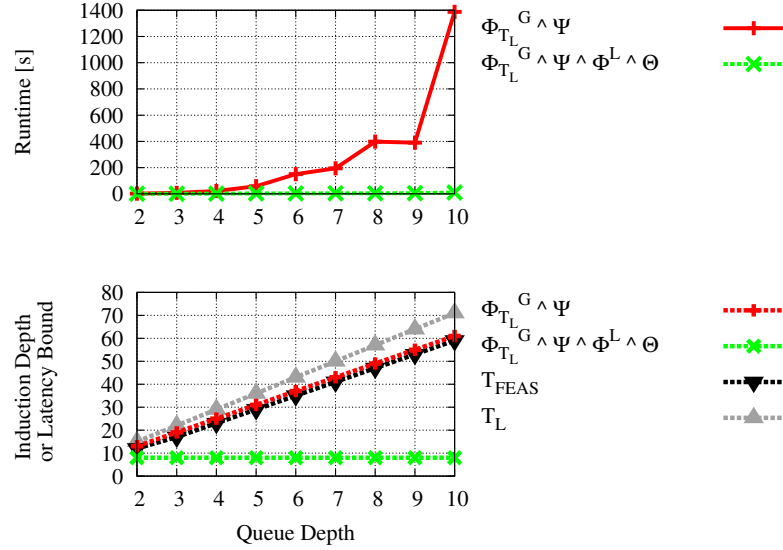 1400
1200
1000
800
600
400
200
0
Runtime [s]
2 3 4 5 6 7 8 9 10
Φ_{T_L}^G ∧ Ψ
Φ_{T_L}^G ∧ Ψ ∧ Φ^L ∧ Θ
80
70
60
50
40
30
20
10
0
Induction Depth
or Latency Bound
2 3 4 5 6 7 8 9 10
Queue Depth
Φ_{T_L}^G ∧ Ψ
Φ_{T_L}^G ∧ Ψ ∧ Φ^L ∧ Θ
T_{FEAS}
T_L